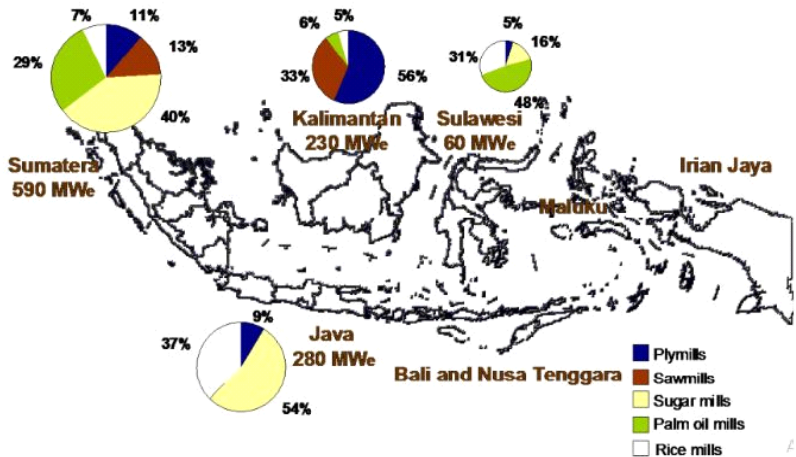 7%
11%
13%
29%
40%
Sumatera
590 MWe
6%
5%
33%
56%
Kalimantan
230 MWe
5%
16%
31%
48%
Sulawesi
60 MWe
Irian Jaya
Maluku
9%
37%
54%
Java
280 MWe
Bali and Nusa Tenggara
Plymills
Sawmills
Sugar mills
Palm oil mills
Rice mills
A